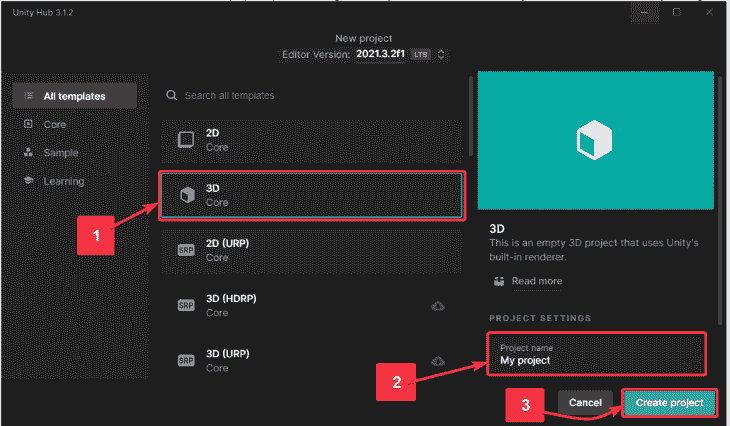 Unity Hub 3.1.2
New project
Editor Version: 2021.3.2f1 LTS
All templates
Core
Sample
Learning
Search all templates
2D
Core
3D
Core
SRP
2D (URP)
Core
SRP
3D (HDRP)
Core
SRP
3D (URP)
Core
3D
This is an empty 3D project that uses Unity's
built-in renderer.
Read more
PROJECT SETTINGS
Project name
My project
Cancel
Create project
1
2
3